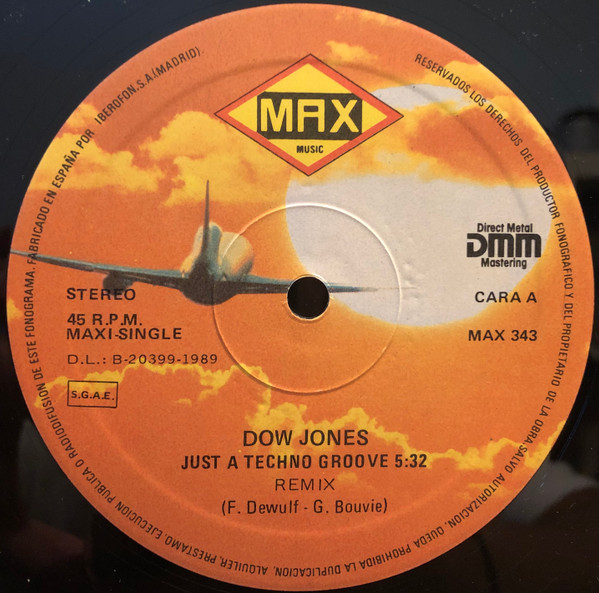 MAX
MUSIC
Direct Metal
DMM
Mastering
STEREO
45 R.P.M.
MAXI-SINGLE
D.L.: B-20399-1989
S.G.A.E.
CARA A
MAX 343
DOW JONES
JUST A TECHNO GROOVE 5:32
REMIX
(F. Dewulf - G. Bouvie)
RESERVADOS LOS DERECHOS DEL PRODUCTOR FONOGRAFICO Y DEL PROPIETARIO DE LA OBRA. SALVO AUTORIZACION, QUEDA PROHIBIDA LA DUPLICACION, ALQUILER, PRESTAMO, EJECUCION PUBLICA O RADIODIFUSION DE ESTE FONOGRAMA. FABRICADO EN ESPAÑA POR IBEROFON, S.A. (MADRID)